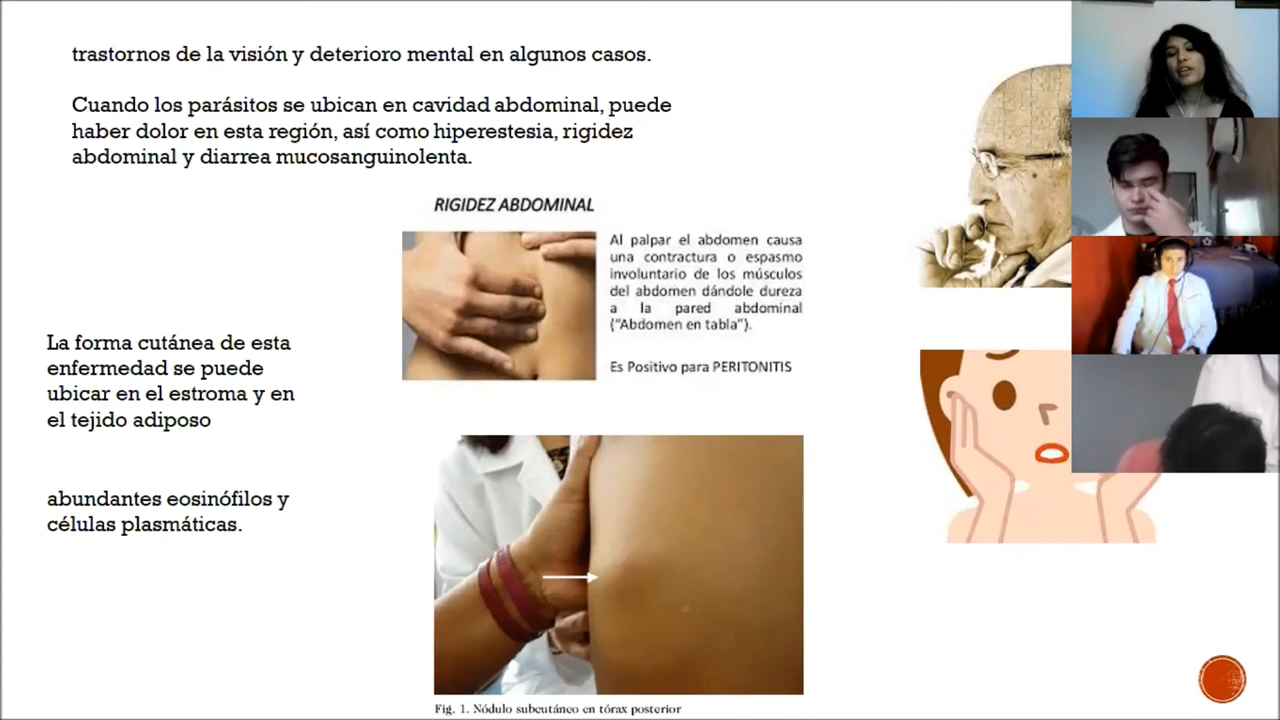 trastornos de la visión y deterioro mental en algunos casos.
Cuando los parásitos se ubican en cavidad abdominal, puede
haber dolor en esta región, así como hiperestesia, rigidez
abdominal y diarrea mucosanguinolenta.
RIGIDEZ ABDOMINAL
Al palpar el abdomen causa
una contractura o espasmo
involuntario de los músculos
del abdomen dándole dureza
a la pared abdominal
("Abdomen en tabla").
Es Positivo para PERITONITIS
La forma cutánea de esta
enfermedad se puede
ubicar en el estroma y en
el tejido adiposo
abundantes eosinófilos y
células plasmáticas.
Fig. 1. Nódulo subcutáneo en tórax posterior